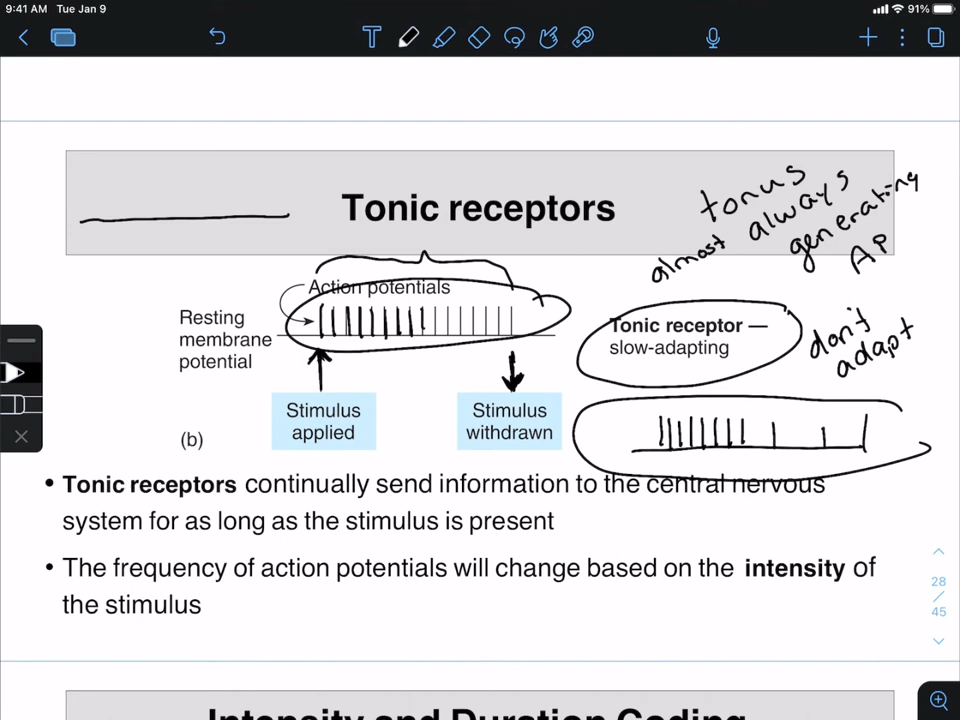 9:41 AM Tue Jan 9
91%
Tonic receptors
tonus
almost always
generating
AP
Action potentials
Resting
membrane
potential
Tonic receptor —
slow-adapting
don't
adapt
Stimulus
applied
Stimulus
withdrawn
(b)
• Tonic receptors continually send information to the central nervous
system for as long as the stimulus is present
• The frequency of action potentials will change based on the intensity of
the stimulus
28
/
45
Intensity and Duration Coding